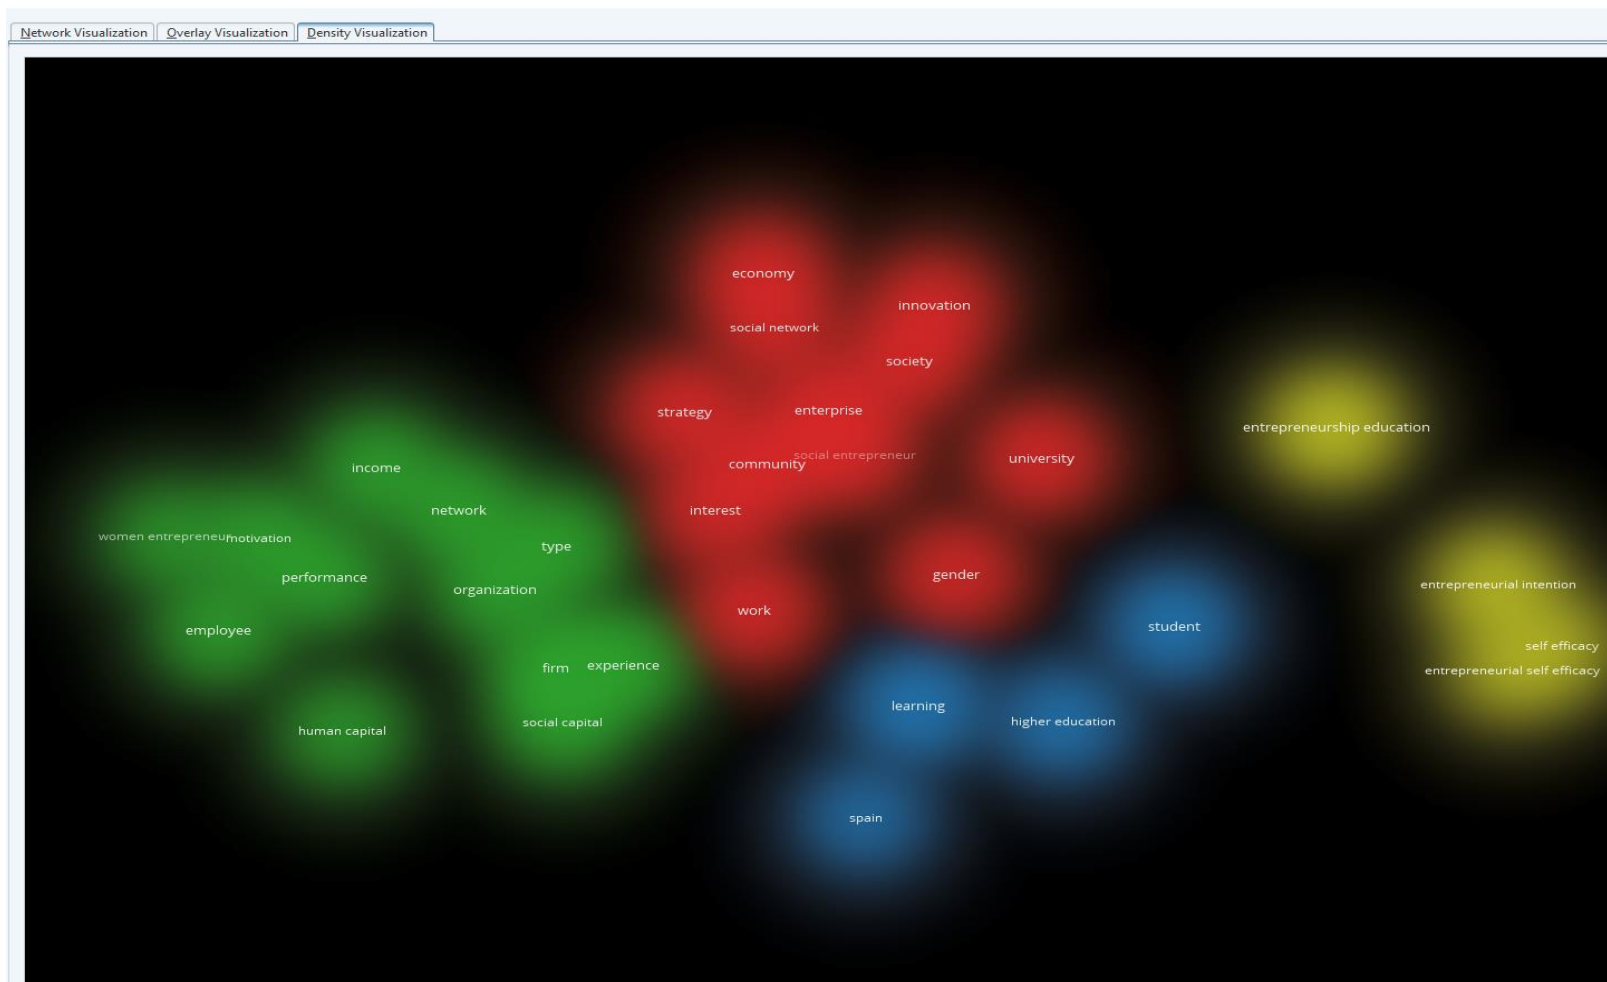 Network Visualization Overlay Visualization Density Visualization
economy
innovation
social network
society
strategy
enterprise
entrepreneurship education
social entrepreneur
university
community
income
network
interest
women entrepreneur
motivation
type
performance
gender
entrepreneurial intention
organization
work
student
employee
self efficacy
firm
experience
entrepreneurial self efficacy
learning
social capital
higher education
human capital
spain